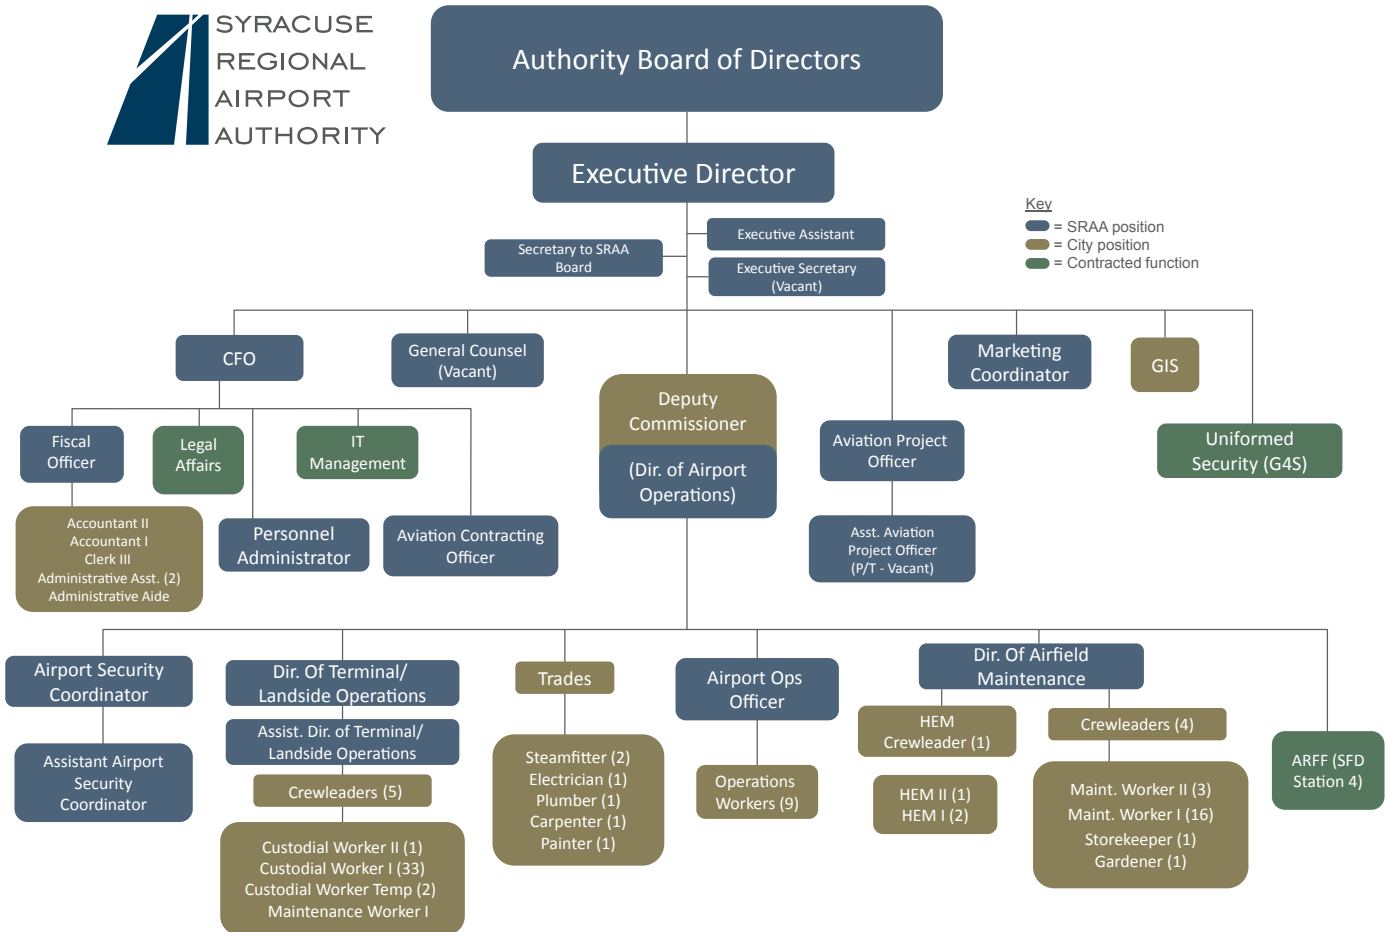 SYRACUSE
REGIONAL
AIRPORT
AUTHORITY
Authority Board of Directors
Executive Director
Key
= SRAA position
= City position
= Contracted function
Executive Assistant
Secretary to SRAA
Board
Executive Secretary
(Vacant)
CFO
General Counsel
(Vacant)
Deputy
Commissioner
(Dir. of Airport
Operations)
Aviation Project
Officer
Marketing
Coordinator
GIS
Uniformed
Security (G4S)
Fiscal
Officer
Legal
Affairs
IT
Management
Accountant II
Accountant I
Clerk III
Administrative Asst. (2)
Administrative Aide
Personnel
Administrator
Aviation Contracting
Officer
Asst. Aviation
Project Officer
(P/T - Vacant)
Airport Security
Coordinator
Assistant Airport
Security
Coordinator
Dir. Of Terminal/
Landside Operations
Assist. Dir. of Terminal/
Landside Operations
Crewleaders (5)
Custodial Worker II (1)
Custodial Worker I (33)
Custodial Worker Temp (2)
Maintenance Worker I
Trades
Steamfitter (2)
Electrician (1)
Plumber (1)
Carpenter (1)
Painter (1)
Airport Ops
Officer
Operations
Workers (9)
Dir. Of Airfield
Maintenance
HEM
Crewleader (1)
HEM II (1)
HEM I (2)
Crewleaders (4)
Maint. Worker II (3)
Maint. Worker I (16)
Storekeeper (1)
Gardener (1)
ARFF (SFD
Station 4)